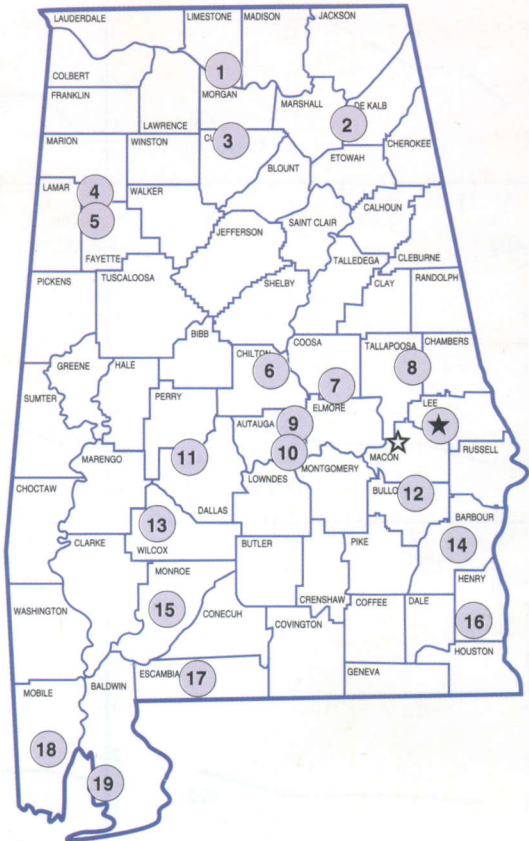 LAUDERDALE
LIMESTONE
MADISON
JACKSON
COLBERT
1
FRANKLIN
MORGAN
MARSHALL
DE KALB
2
LAWRENCE
3
MARION
WINSTON
ETOWAH
CHEROKEE
BLOUNT
LAMAR
4
WALKER
CALHOUN
5
SAINT CLAIR
JEFFERSON
FAYETTE
TALLEDEGA
CLEBURNE
PICKENS
TUSCALOOSA
SHELBY
CLAY
RANDOLPH
BIBB
COOSA
CHILTON
TALLAPOOSA
CHAMBERS
GREENE
HALE
6
8
7
SUMTER
PERRY
ELMORE
LEE
AUTAUGA
9
MARENGO
11
10
MACON
RUSSELL
MONTGOMERY
LOWNDES
CHOCTAW
BULLO
12
DALLAS
BARBOUR
13
CLARKE
WILCOX
BUTLER
PIKE
14
MONROE
HENRY
WASHINGTON
15
CONECUH
CRENSHAW
COFFEE
DALE
16
COVINGTON
HOUSTON
ESCAMBIA
17
GENEVA
MOBILE
BALDWIN
18
19